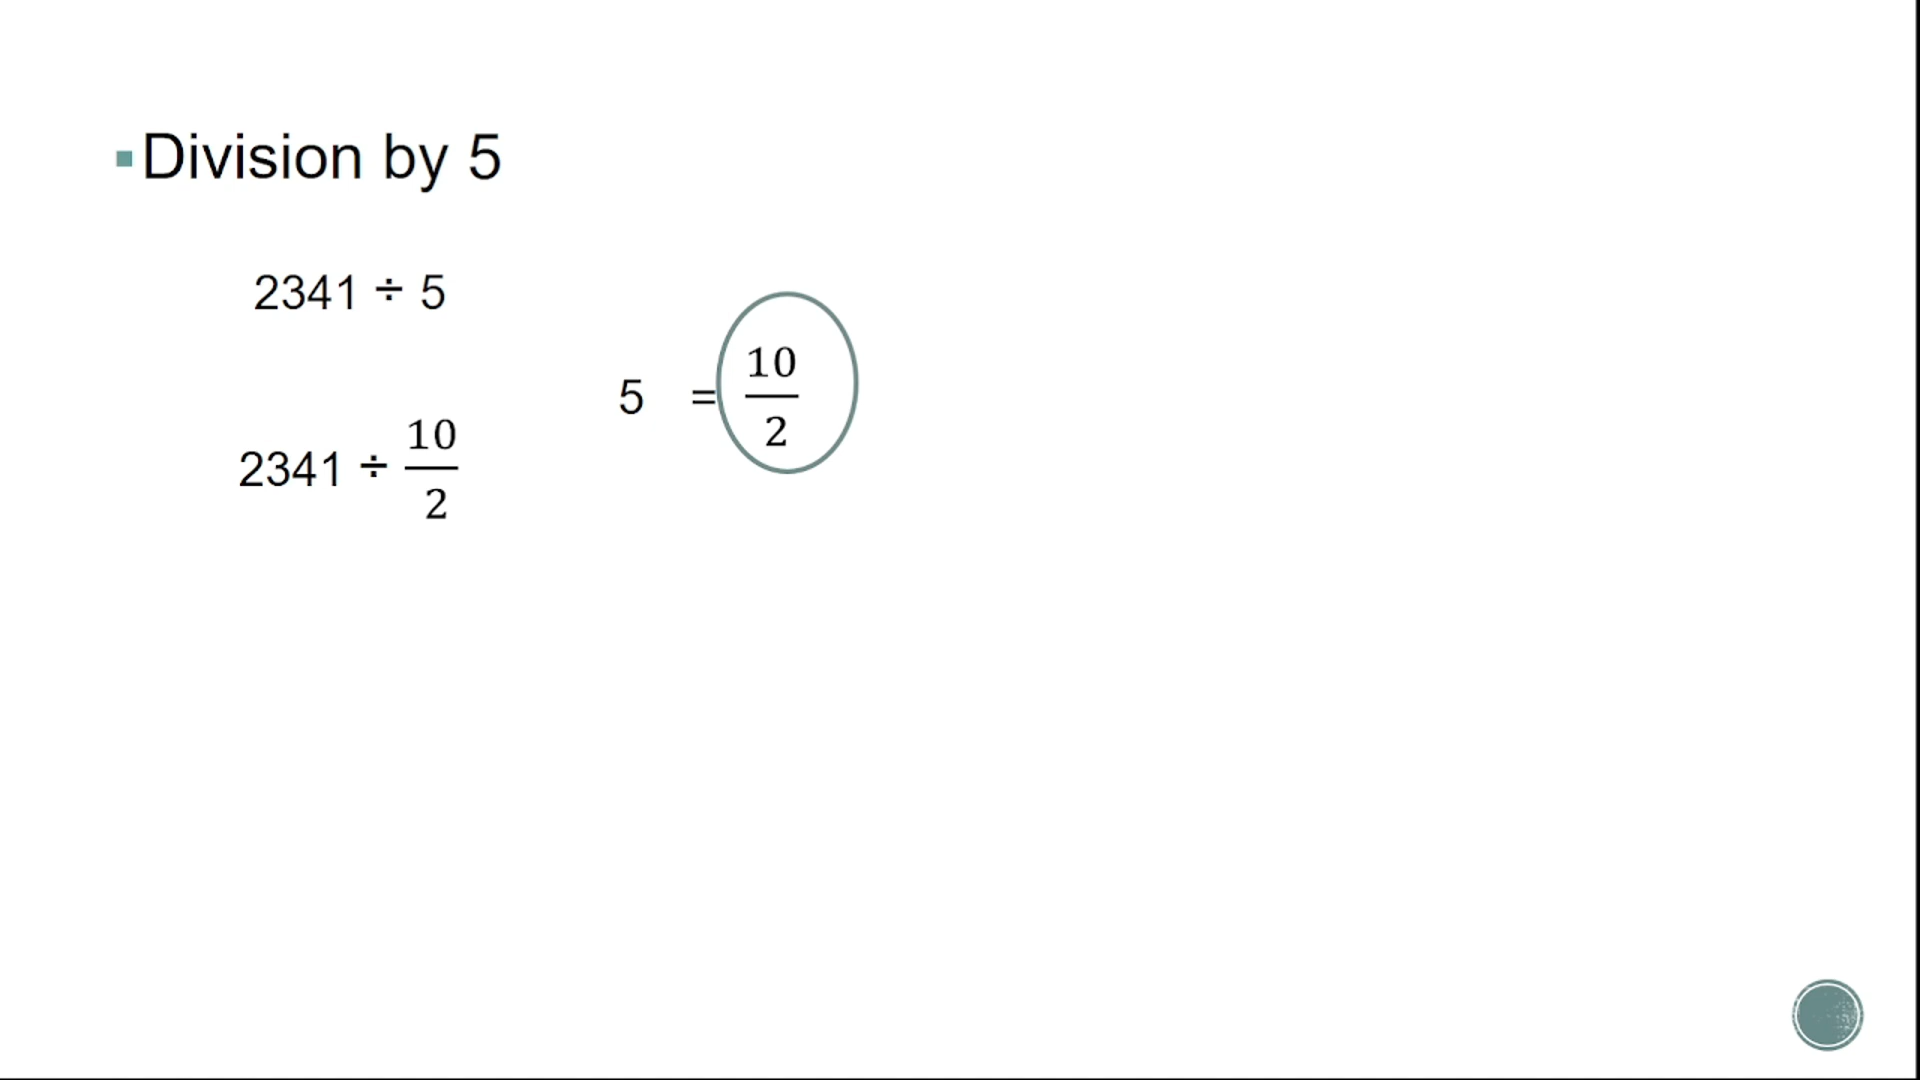 ▪Division by 5
2341 ÷ 5
5 = 10/2
2341 ÷ 10/2